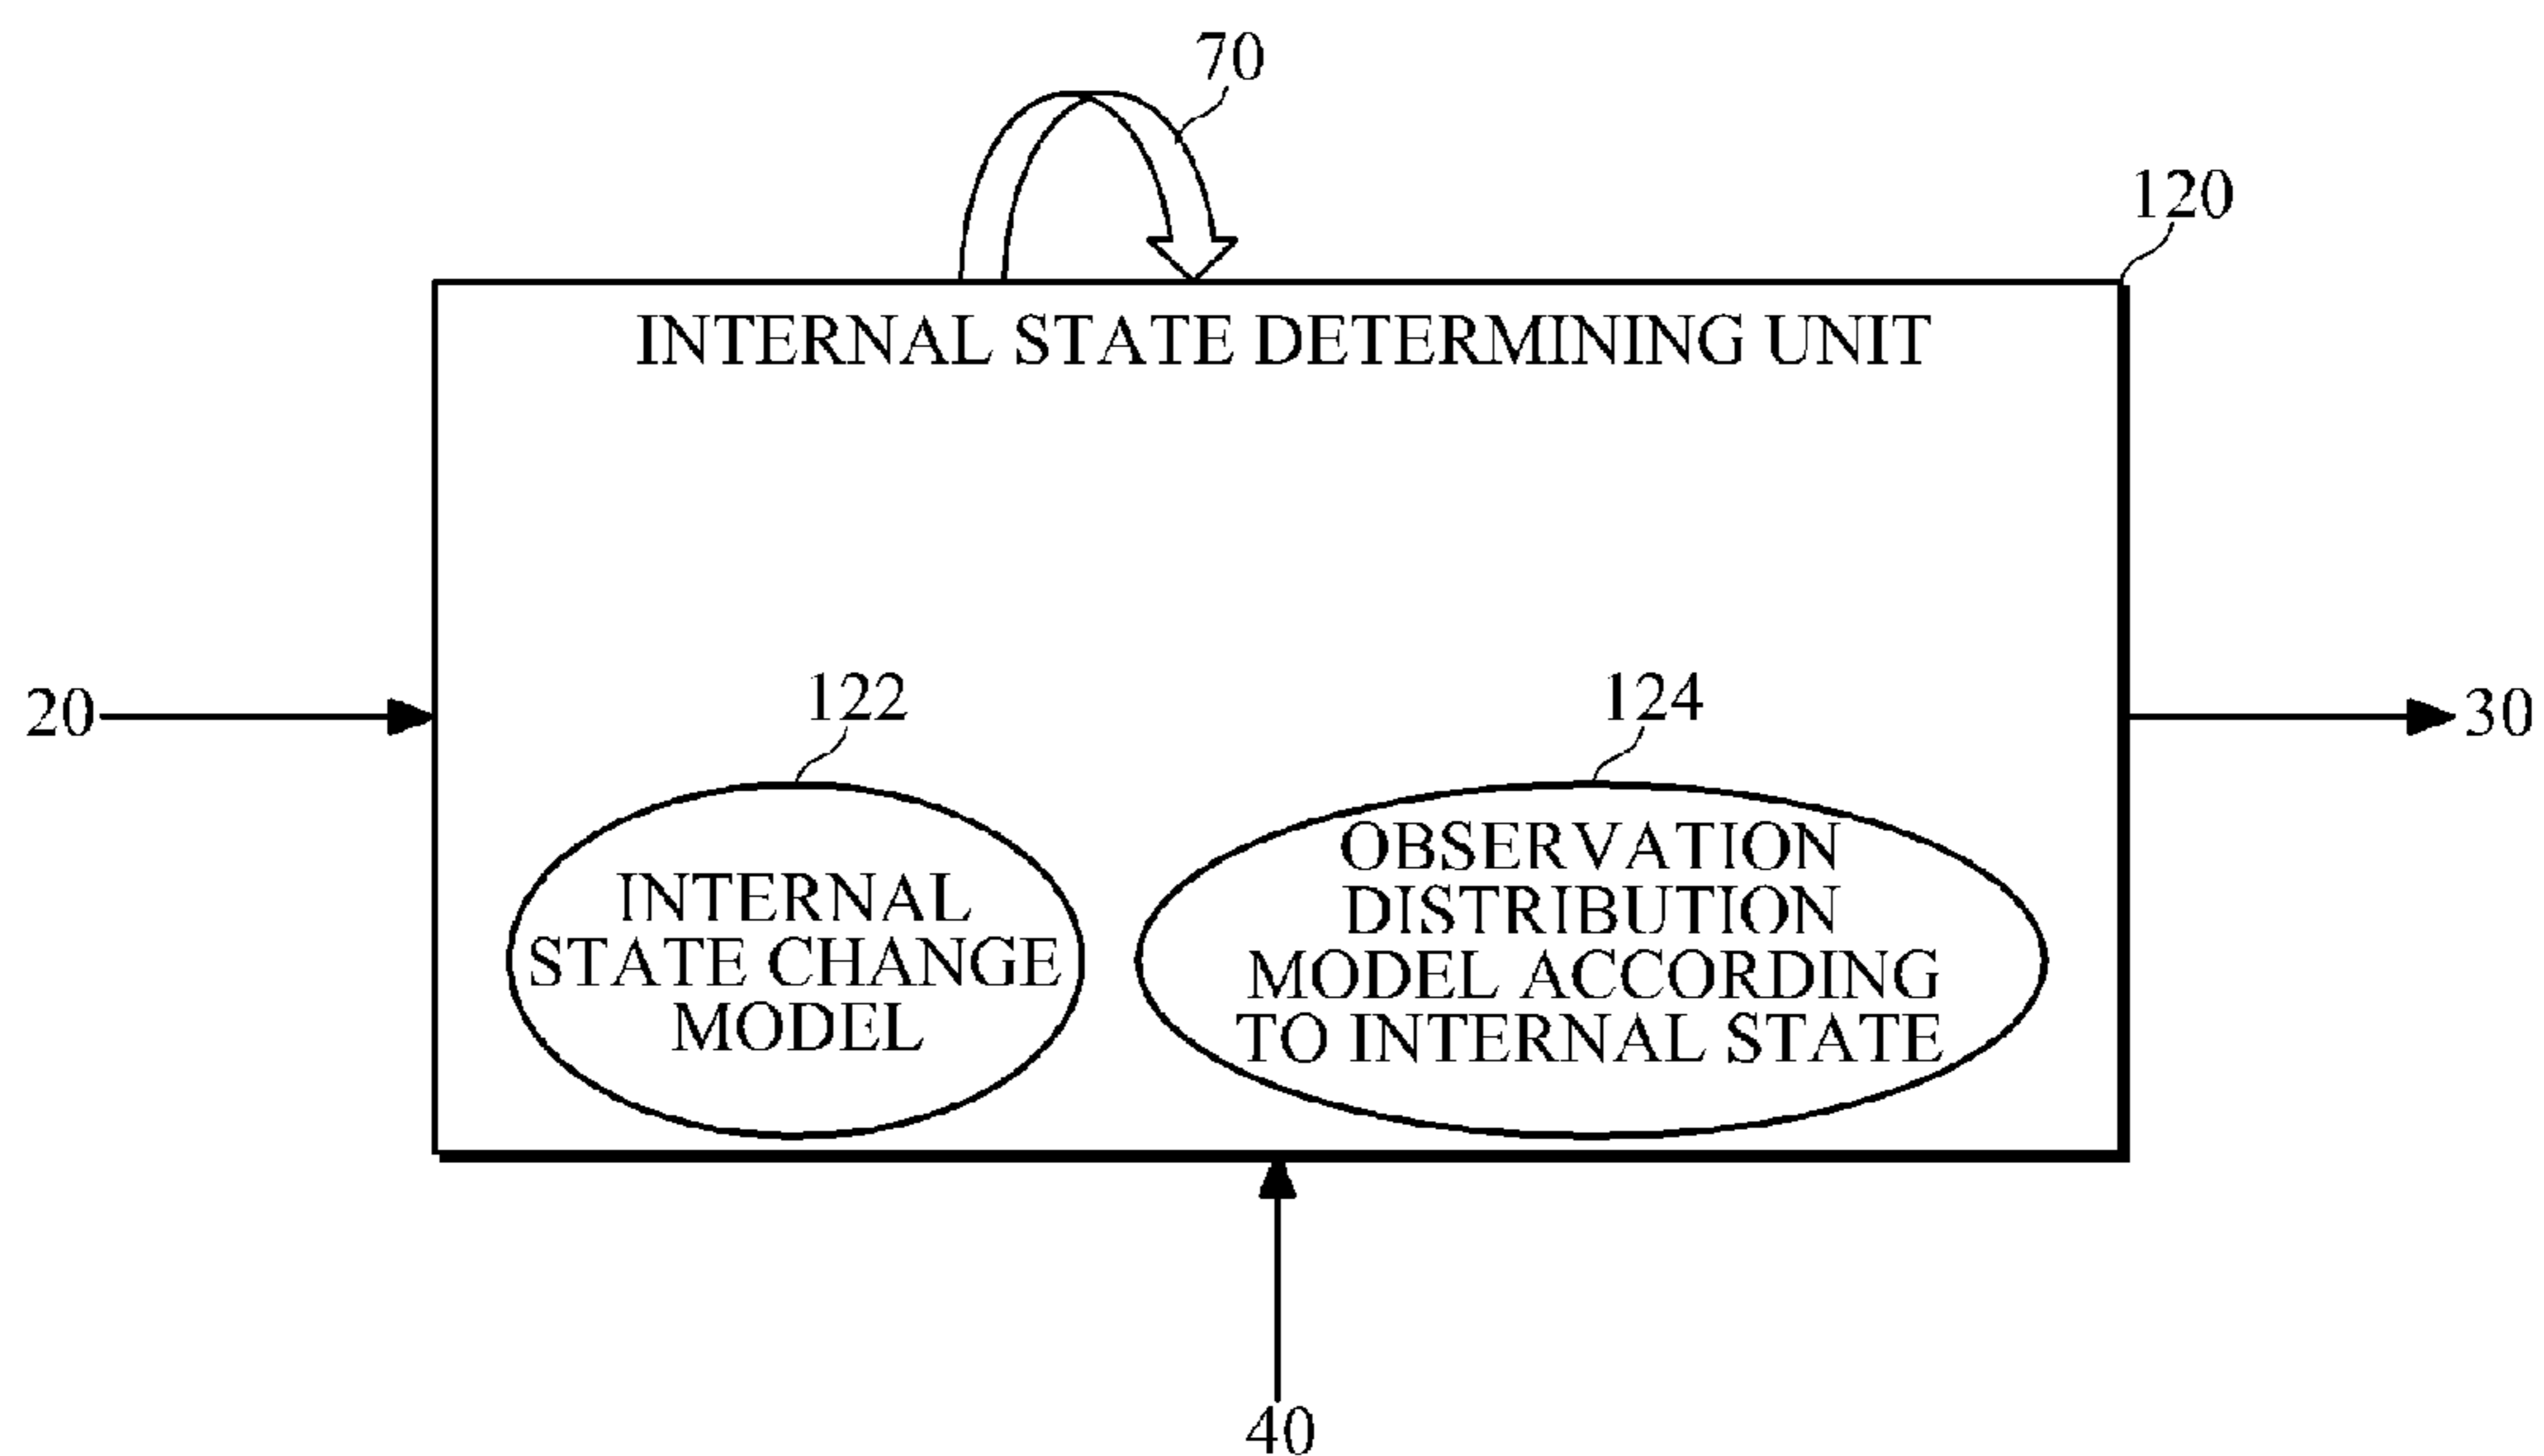 70
120
INTERNAL STATE DETERMINING UNIT
20
122
124
30
INTERNAL
STATE CHANGE
MODEL
OBSERVATION
DISTRIBUTION
MODEL ACCORDING
TO INTERNAL STATE
40